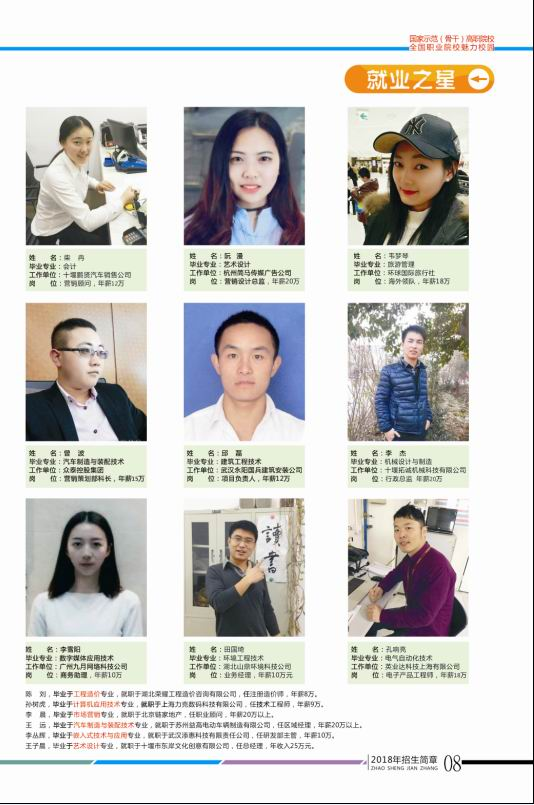 国家示范（骨干）高职院校
全国职业院校魅力校园
就业之星
姓 名：柴 丹
毕业专业：会计
工作单位：十堰鹏贤汽车销售公司
岗 位：营销顾问，年薪12万
姓 名：阮 漫
毕业专业：艺术设计
工作单位：杭州简马传媒广告公司
岗 位：营销设计总监，年薪20万
姓 名：韦梦琴
毕业专业：旅游管理
工作单位：环球国际旅行社
岗 位：海外领队，年薪18万
姓 名：曾 波
毕业专业：汽车制造与装配技术
工作单位：众泰控股集团
岗 位：营销策划部科长，年薪15万
姓 名：邱 磊
毕业专业：建筑工程技术
工作单位：武汉永阳国兵建筑安装公司
岗 位：项目负责人，年薪12万
姓 名：李 杰
毕业专业：机械设计与制造
工作单位：十堰拓诚机械科技有限公司
岗 位：行政总监 年薪20万
讀書
姓 名：李雪阳
毕业专业：数字媒体应用技术
工作单位：广州九月网络科技公司
岗 位：商务助理，年薪10万
姓 名：田国琦
毕业专业：环境工程技术
工作单位：湖北山鼎环境科技公司
岗 位：业务经理，年薪10万元
姓 名：孔响亮
毕业专业：电气自动化技术
工作单位：英业达科技上海有限公司
岗 位：电子产品工程师，年薪18万
陈 刘，毕业于工程造价专业，就职于湖北荣耀工程造价咨询有限公司，任注册造价师，年薪8万。
孙树虎，毕业于计算机应用技术专业，就职于上海力克数码科技有限公司，任技术工程师，年薪9万。
李 晨，毕业于市场营销专业，就职于北京链家地产，任职业顾问，年薪20万以上。
王 远，毕业于汽车制造与装配技术专业，就职于苏州益高电动车辆制造有限公司，任区域经理，年薪20万以上。
李丛辉，毕业于嵌入式技术与应用专业，就职于武汉添惠科技有限责任公司，任研发部主管，年薪10万。
王子晨，毕业于艺术设计专业，就职于十堰市东岸文化创意有限公司，任总经理，年收入25万元。
2018年招生简章
ZHAO SHENG JIAN ZHANG
08